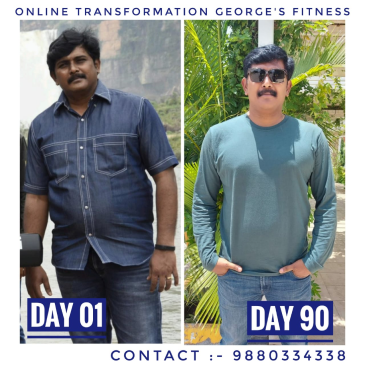 ONLINE TRANSFORMATION GEORGE'S FITNESS
DAY 01
DAY 90
CONTACT :- 9880334338